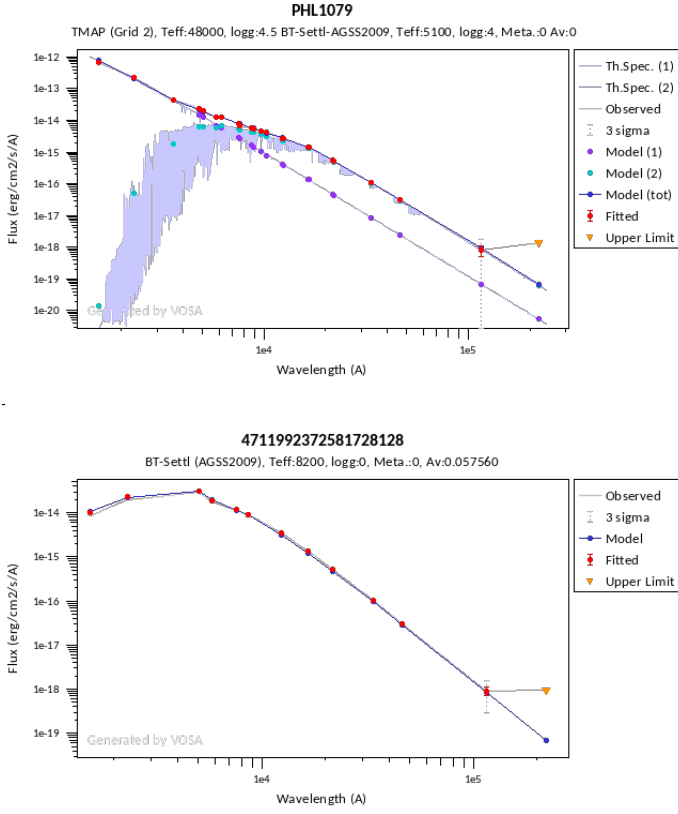 PHL1079
TMAP (Grid 2), Teff:48000, logg:4.5 BT-Settl-AGSS2009, Teff:5100, logg:4, Meta.:0 Av:0
1e-12
1e-13
1e-14
1e-15
1e-16
1e-17
1e-18
1e-19
1e-20
Flux (erg/cm2/s/A)
Generated by VOSA
1e4
1e5
Wavelength (A)
Th.Spec. (1)
Th.Spec. (2)
Observed
3 sigma
Model (1)
Model (2)
Model (tot)
Fitted
Upper Limit
4711992372581728128
BT-Settl (AGSS2009), Teff:8200, logg:0, Meta.:0, Av:0.057560
1e-14
1e-15
1e-16
1e-17
1e-18
1e-19
Flux (erg/cm2/s/A)
Generated by VOSA
1e4
1e5
Wavelength (A)
Observed
3 sigma
Model
Fitted
Upper Limit